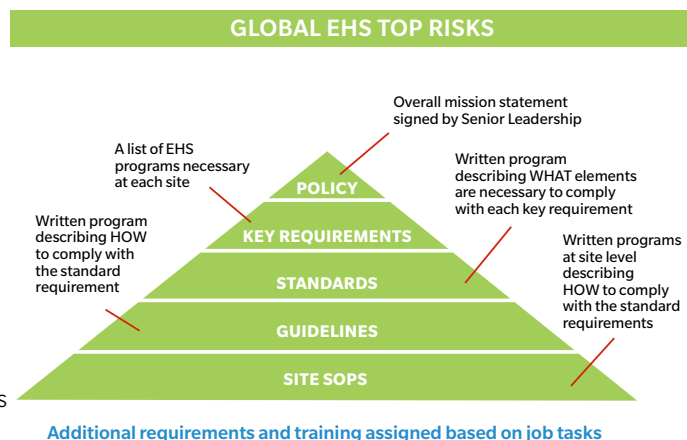 GLOBAL EHS TOP RISKS
Overall mission statement
signed by Senior Leadership
A list of EHS
programs necessary
at each site
Written program
describing WHAT elements
are necessary to comply
with each key requirement
POLICY
Written program
describing HOW
to comply with
the standard
requirement
KEY REQUIREMENTS
Written programs
at site level
describing
HOW to comply
with the standard
requirements
STANDARDS
GUIDELINES
SITE SOPS
S
Additional requirements and training assigned based on job tasks